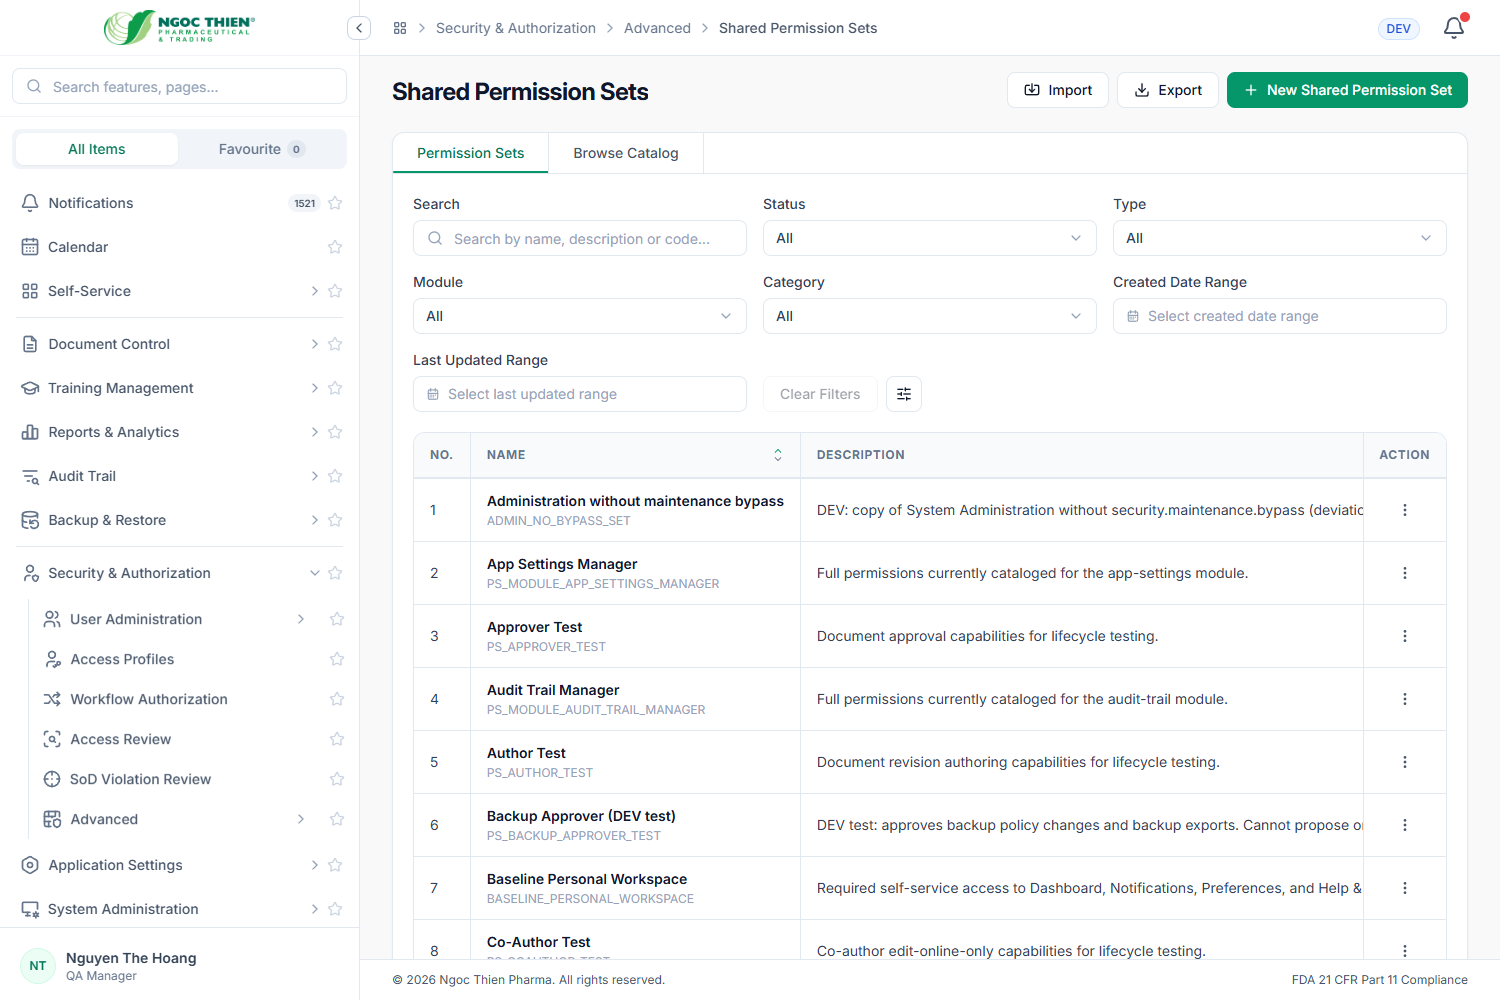 NGOC THIEN®
PHARMACEUTICAL
& TRADING
Security & Authorization
Advanced
Shared Permission Sets
DEV
Search features, pages...
All Items
Favourite 0
Notifications 1521
Calendar
Self-Service
Document Control
Training Management
Reports & Analytics
Audit Trail
Backup & Restore
Security & Authorization
User Administration
Access Profiles
Workflow Authorization
Access Review
SoD Violation Review
Advanced
Application Settings
System Administration
NT
Nguyen The Hoang
QA Manager
Shared Permission Sets
Import
Export
New Shared Permission Set
Permission Sets
Browse Catalog
Search
Status
Type
Search by name, description or code...
All
All
Module
Category
Created Date Range
All
All
Select created date range
Last Updated Range
Select last updated range
Clear Filters
NO. NAME DESCRIPTION ACTION
1 Administration without maintenance bypass
ADMIN_NO_BYPASS_SET
DEV: copy of System Administration without security.maintenance.bypass (deviatic
2 App Settings Manager
PS_MODULE_APP_SETTINGS_MANAGER
Full permissions currently cataloged for the app-settings module.
3 Approver Test
PS_APPROVER_TEST
Document approval capabilities for lifecycle testing.
4 Audit Trail Manager
PS_MODULE_AUDIT_TRAIL_MANAGER
Full permissions currently cataloged for the audit-trail module.
5 Author Test
PS_AUTHOR_TEST
Document revision authoring capabilities for lifecycle testing.
6 Backup Approver (DEV test)
PS_BACKUP_APPROVER_TEST
DEV test: approves backup policy changes and backup exports. Cannot propose o
7 Baseline Personal Workspace
BASELINE_PERSONAL_WORKSPACE
Required self-service access to Dashboard, Notifications, Preferences, and Help &
8 Co-Author Test
PS_COAUTHOR_TEST
Co-author edit-online-only capabilities for lifecycle testing.
© 2026 Ngoc Thien Pharma. All rights reserved.
FDA 21 CFR Part 11 Compliance